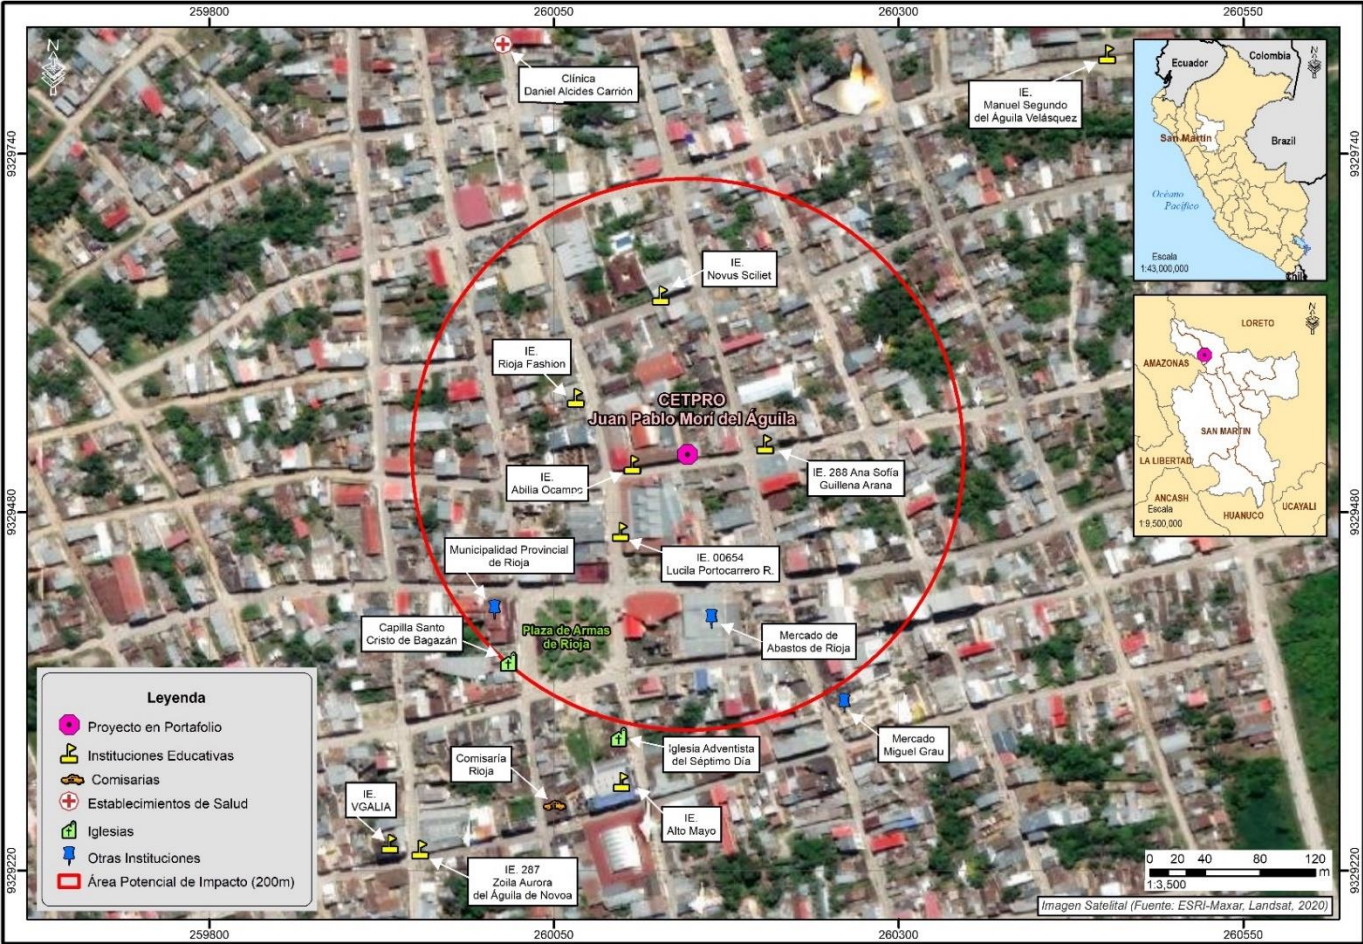 259800
260050
260300
260550
9329740
9329480
9329220
9329740
9329480
9329220
259800
260050
260300
260550
N
Clínica
Daniel Alcides Carrión
IE.
Manuel Segundo
del Águila Velásquez
IE.
Novus Sciliet
IE.
Rioja Fashion
CETPRO
Juan Pablo Morí del Águila
IE.
Abilia Ocampo
IE. 288 Ana Sofía
Guillena Arana
IE. 00654
Lucila Portocarrero R.
Municipalidad Provincial
de Rioja
Capilla Santo
Cristo de Bagazán
Plaza de Armas
de Rioja
Mercado de
Abastos de Rioja
Mercado
Miguel Grau
Iglesia Adventista
del Séptimo Día
Comisaría
Rioja
IE.
Alto Mayo
IE.
VGALIA
IE. 287
Zoila Aurora
del Águila de Novoa
Leyenda
Proyecto en Portafolio
Instituciones Educativas
Comisarias
Establecimientos de Salud
Iglesias
Otras Instituciones
Área Potencial de Impacto (200m)
Ecuador
Colombia
N
San Martín
Brazil
Océano
Pacífico
Escala
1:43,000,000
LORETO
N
AMAZONAS
SAN MARTIN
LA LIBERTAD
ANCASH
Escala
1:9,500,000
HUANUCO
UCAYALI
0 20 40 80 120
m
1:3,500
Imagen Satelital (Fuente: ESRI-Maxar, Landsat, 2020)